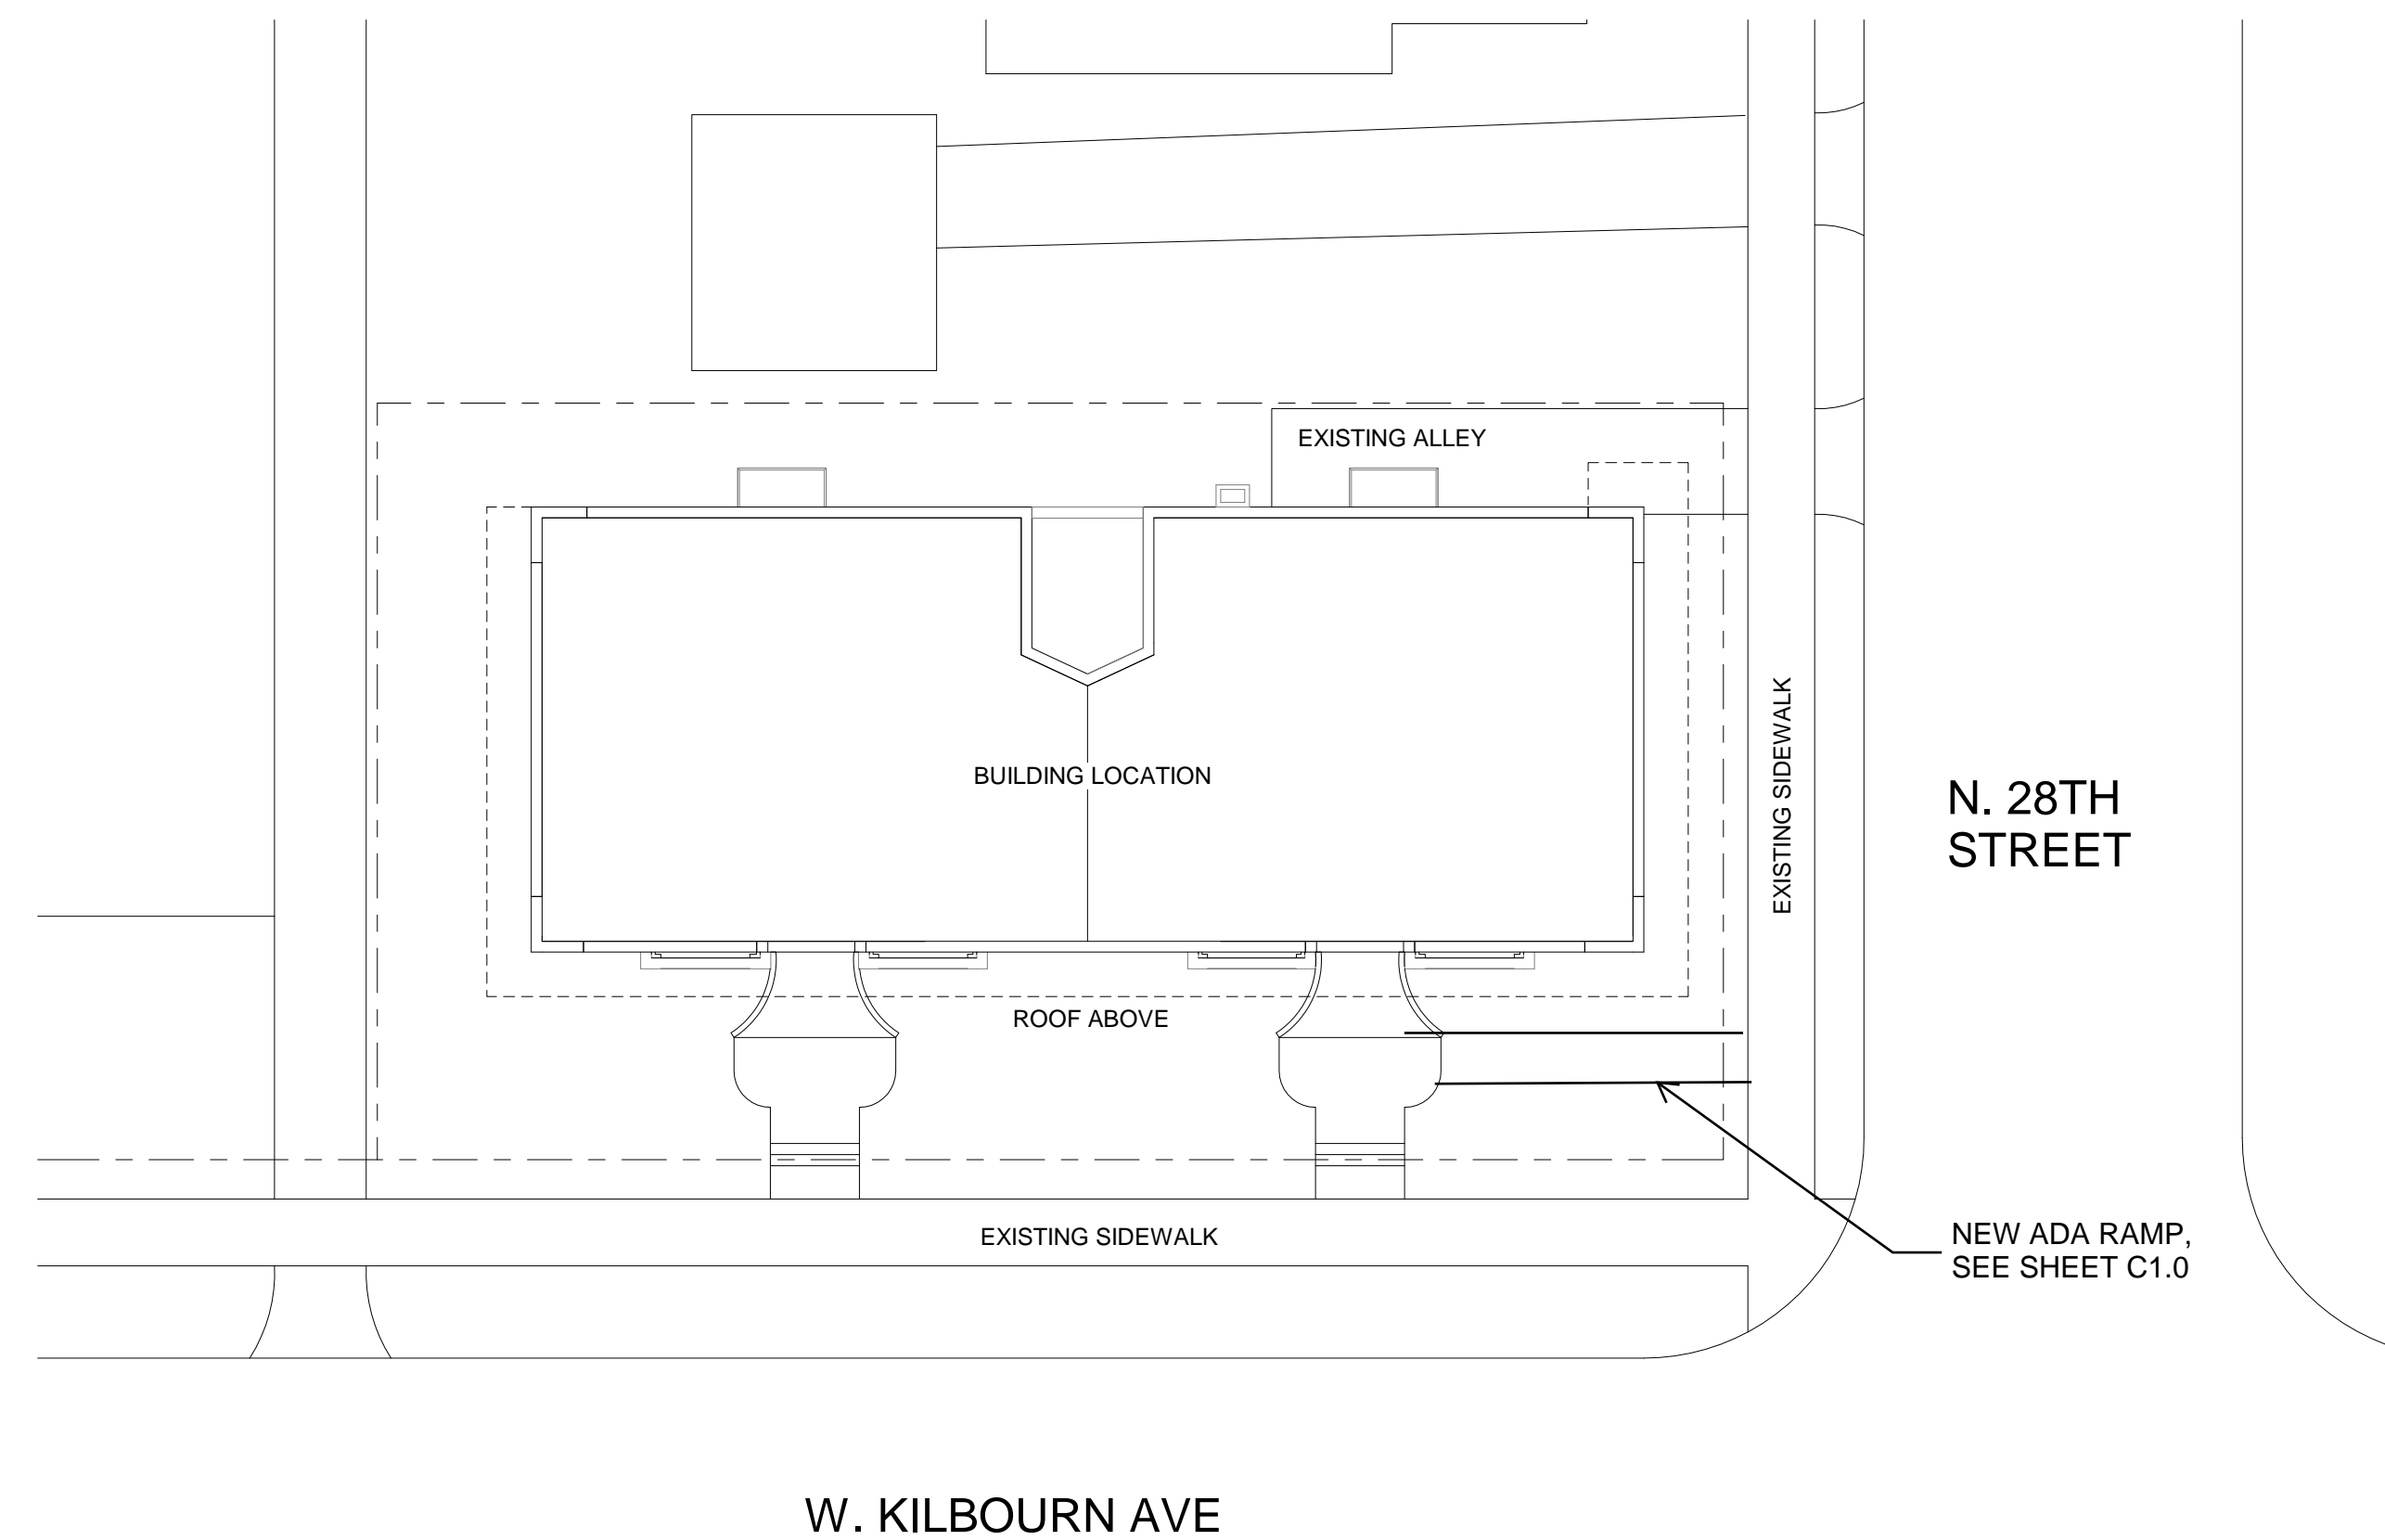 EXISTING ALLEY
EXISTING SIDEWALK
BUILDING LOCATION
N. 28TH
STREET
ROOF ABOVE
EXISTING SIDEWALK
NEW ADA RAMP,
SEE SHEET C1.0
W. KILBOURN AVE